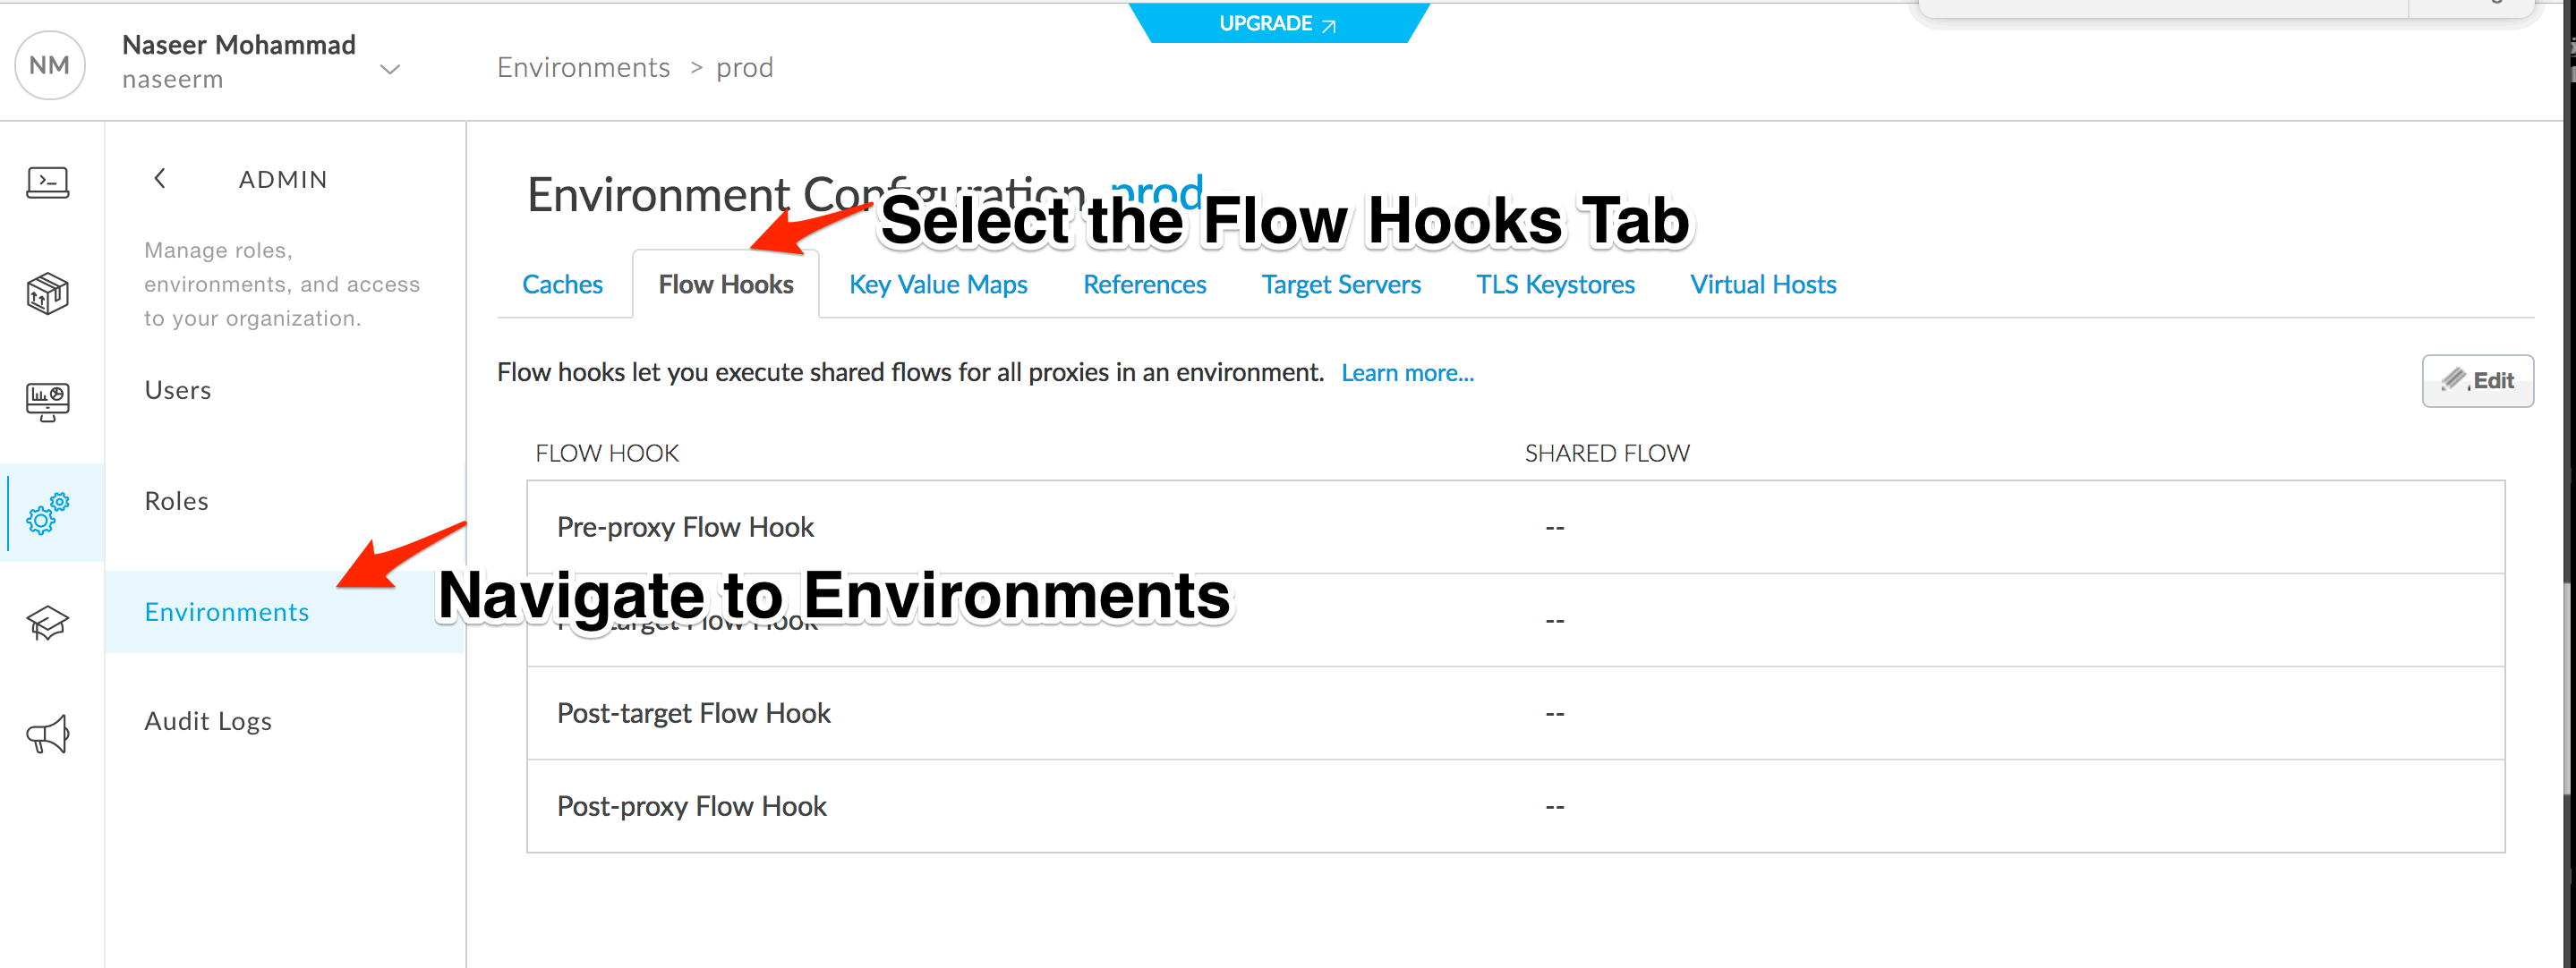 UPGRADE
NM
Naseer Mohammad
naseerm
Environments > prod
ADMIN
Manage roles,
environments, and access
to your organization.
Users
Roles
Environments
Audit Logs
Environment Configuration prod
Select the Flow Hooks Tab
Caches Flow Hooks Key Value Maps References Target Servers TLS Keystores Virtual Hosts
Flow hooks let you execute shared flows for all proxies in an environment. Learn more...
Edit
FLOW HOOK SHARED FLOW
Pre-proxy Flow Hook --
Navigate to Environments
Flow Hook --
Post-target Flow Hook --
Post-proxy Flow Hook --